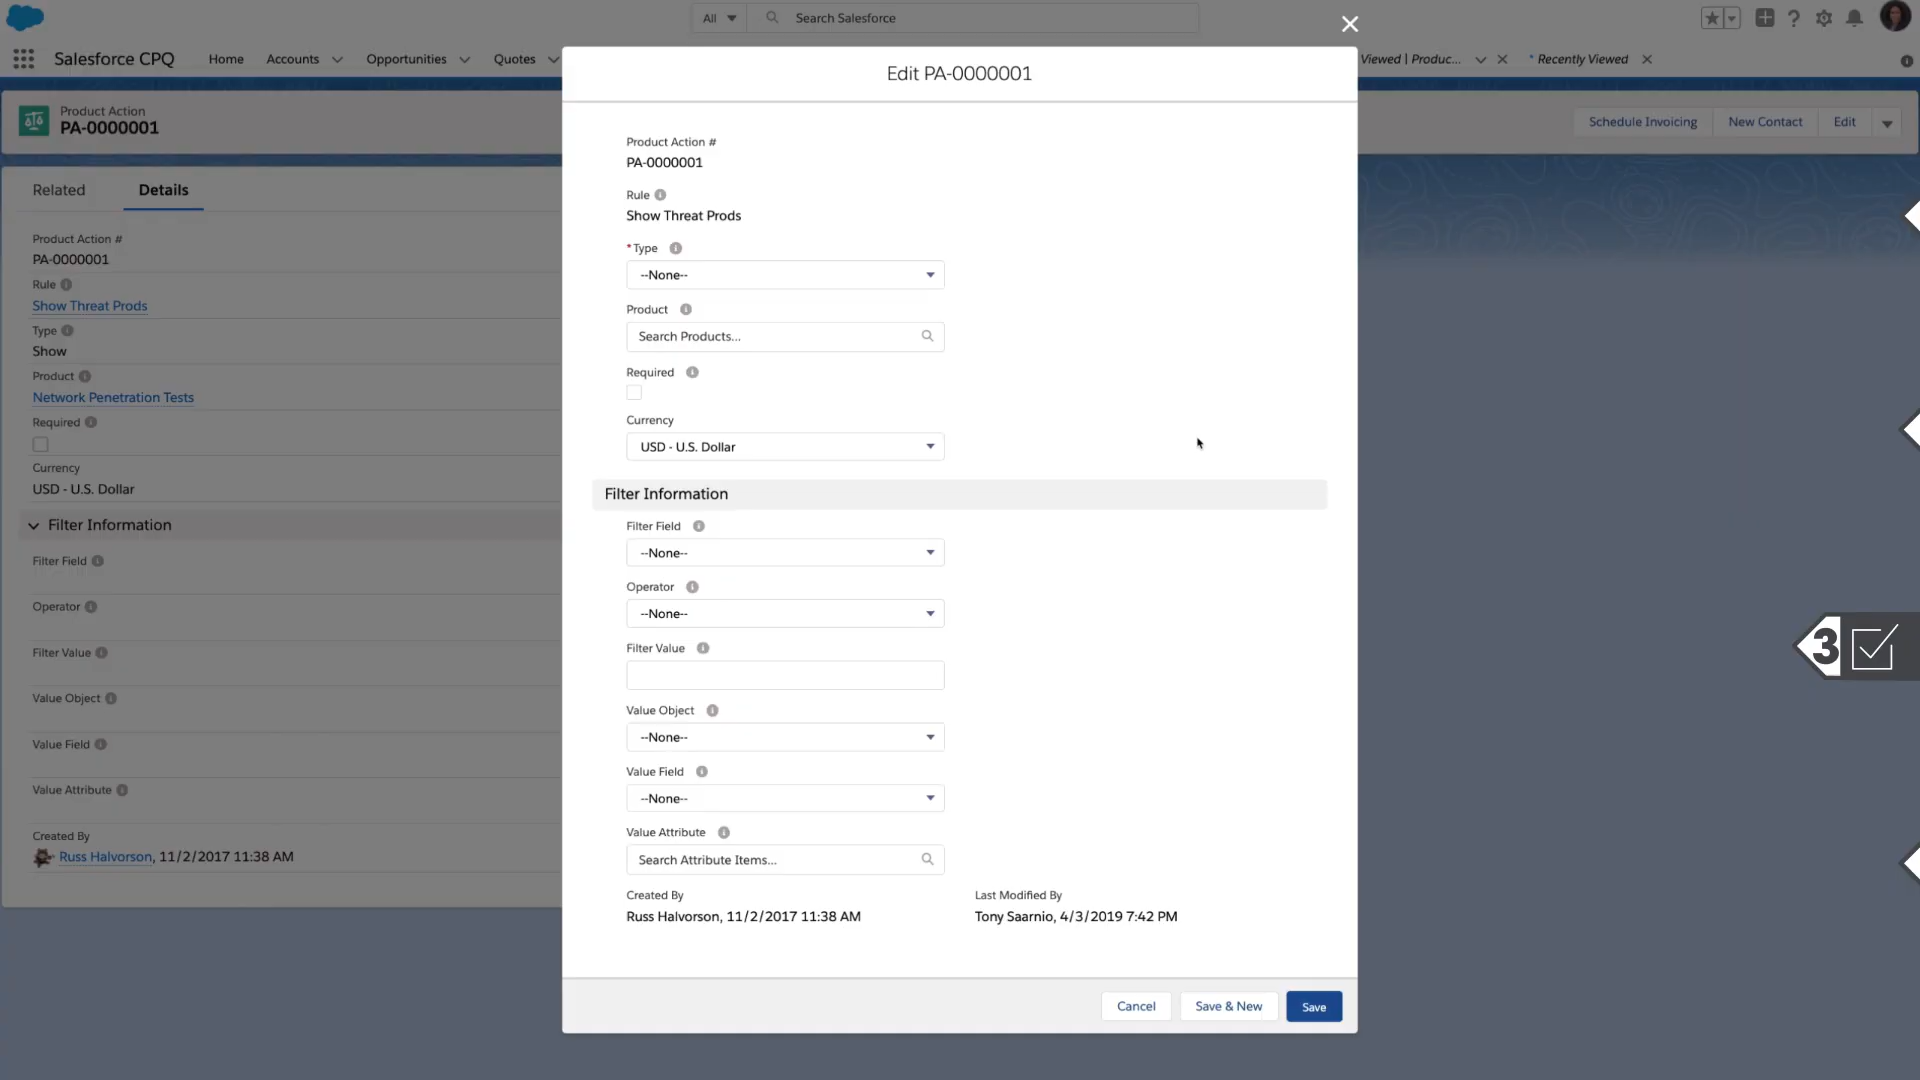 All
Search Salesforce
Salesforce CPQ
Home
Accounts
Opportunities
Quotes
Viewed | Produc...
* Recently Viewed
Product Action
PA-0000001
Schedule Invoicing
New Contact
Edit
Related
Details
Product Action #
PA-0000001
Rule
Show Threat Prods
Type
Show
Product
Network Penetration Tests
Required
Currency
USD - U.S. Dollar
Filter Information
Filter Field
Operator
Filter Value
Value Object
Value Field
Value Attribute
Created By
Russ Halvorson, 11/2/2017 11:38 AM
Edit PA-0000001
Product Action #
PA-0000001
Rule
Show Threat Prods
*Type
--None--
Product
Search Products...
Required
Currency
USD - U.S. Dollar
Filter Information
Filter Field
--None--
Operator
--None--
Filter Value
Value Object
--None--
Value Field
--None--
Value Attribute
Search Attribute Items...
Created By
Russ Halvorson, 11/2/2017 11:38 AM
Last Modified By
Tony Saarnio, 4/3/2019 7:42 PM
Cancel
Save & New
Save
3